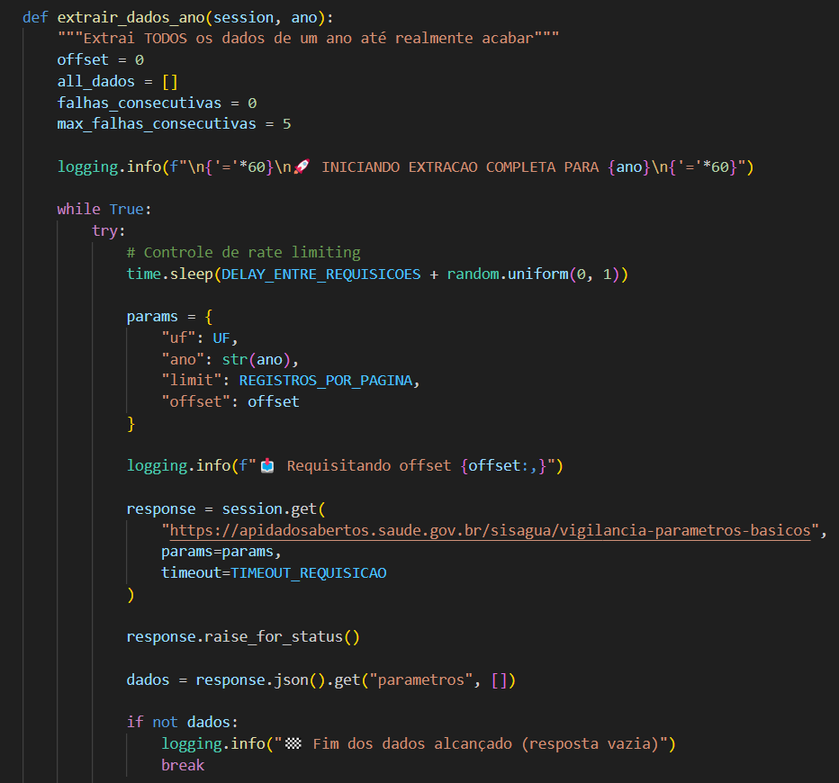 def extrair_dados_ano(session, ano):
    """Extrai TODOS os dados de um ano até realmente acabar"""
    offset = 0
    all_dados = []
    falhas_consecutivas = 0
    max_falhas_consecutivas = 5
    logging.info(f"\n{'='*60}\n🚀 INICIANDO EXTRACAO COMPLETA PARA {ano}\n{'='*60}")
    while True:
        try:
            # Controle de rate limiting
            time.sleep(DELAY_ENTRE_REQUISICOES + random.uniform(0, 1))
            params = {
                "uf": UF,
                "ano": str(ano),
                "limit": REGISTROS_POR_PAGINA,
                "offset": offset
            }
            logging.info(f"📥 Requisitando offset {offset:,}")
            response = session.get(
                "https://apidadosabertos.saude.gov.br/sisagua/vigilancia-parametros-basicos",
                params=params,
                timeout=TIMEOUT_REQUISICAO
            )
            response.raise_for_status()
            dados = response.json().get("parametros", [])
            if not dados:
                logging.info("🏁 Fim dos dados alcançado (resposta vazia)")
                break